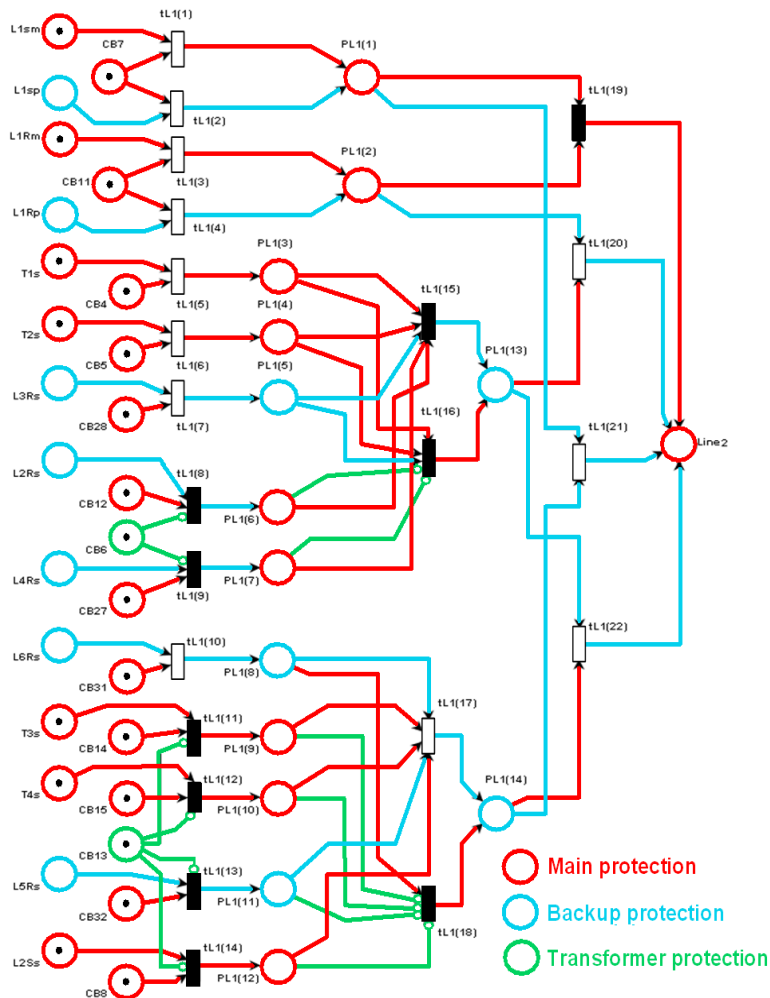 tL1(1)
L1sm
CB7
PL1(1)
L1sp
tL1(19)
tL1(2)
L1Rm
PL1(2)
CB11
tL1(3)
L1Rp
tL1(4)
PL1(3)
tL1(20)
T1s
CB4
tL1(5)
PL1(4)
tL1(15)
T2s
CB5
tL1(6)
PL1(5)
PL1(13)
L3Rs
CB28
tL1(7)
tL1(16)
tL1(21)
Line2
L2Rs
tL1(8)
CB12
PL1(6)
CB6
L4Rs
tL1(9)
PL1(7)
CB27
tL1(22)
L6Rs
tL1(10)
CB31
PL1(8)
tL1(17)
T3s
tL1(11)
CB14
PL1(9)
PL1(14)
T4s
tL1(12)
CB15
PL1(10)
CB13
tL1(13)
L5Rs
CB32
PL1(11)
Main protection
Backup protection
tL1(18)
L2Ss
tL1(14)
CB8
PL1(12)
Transformer protection